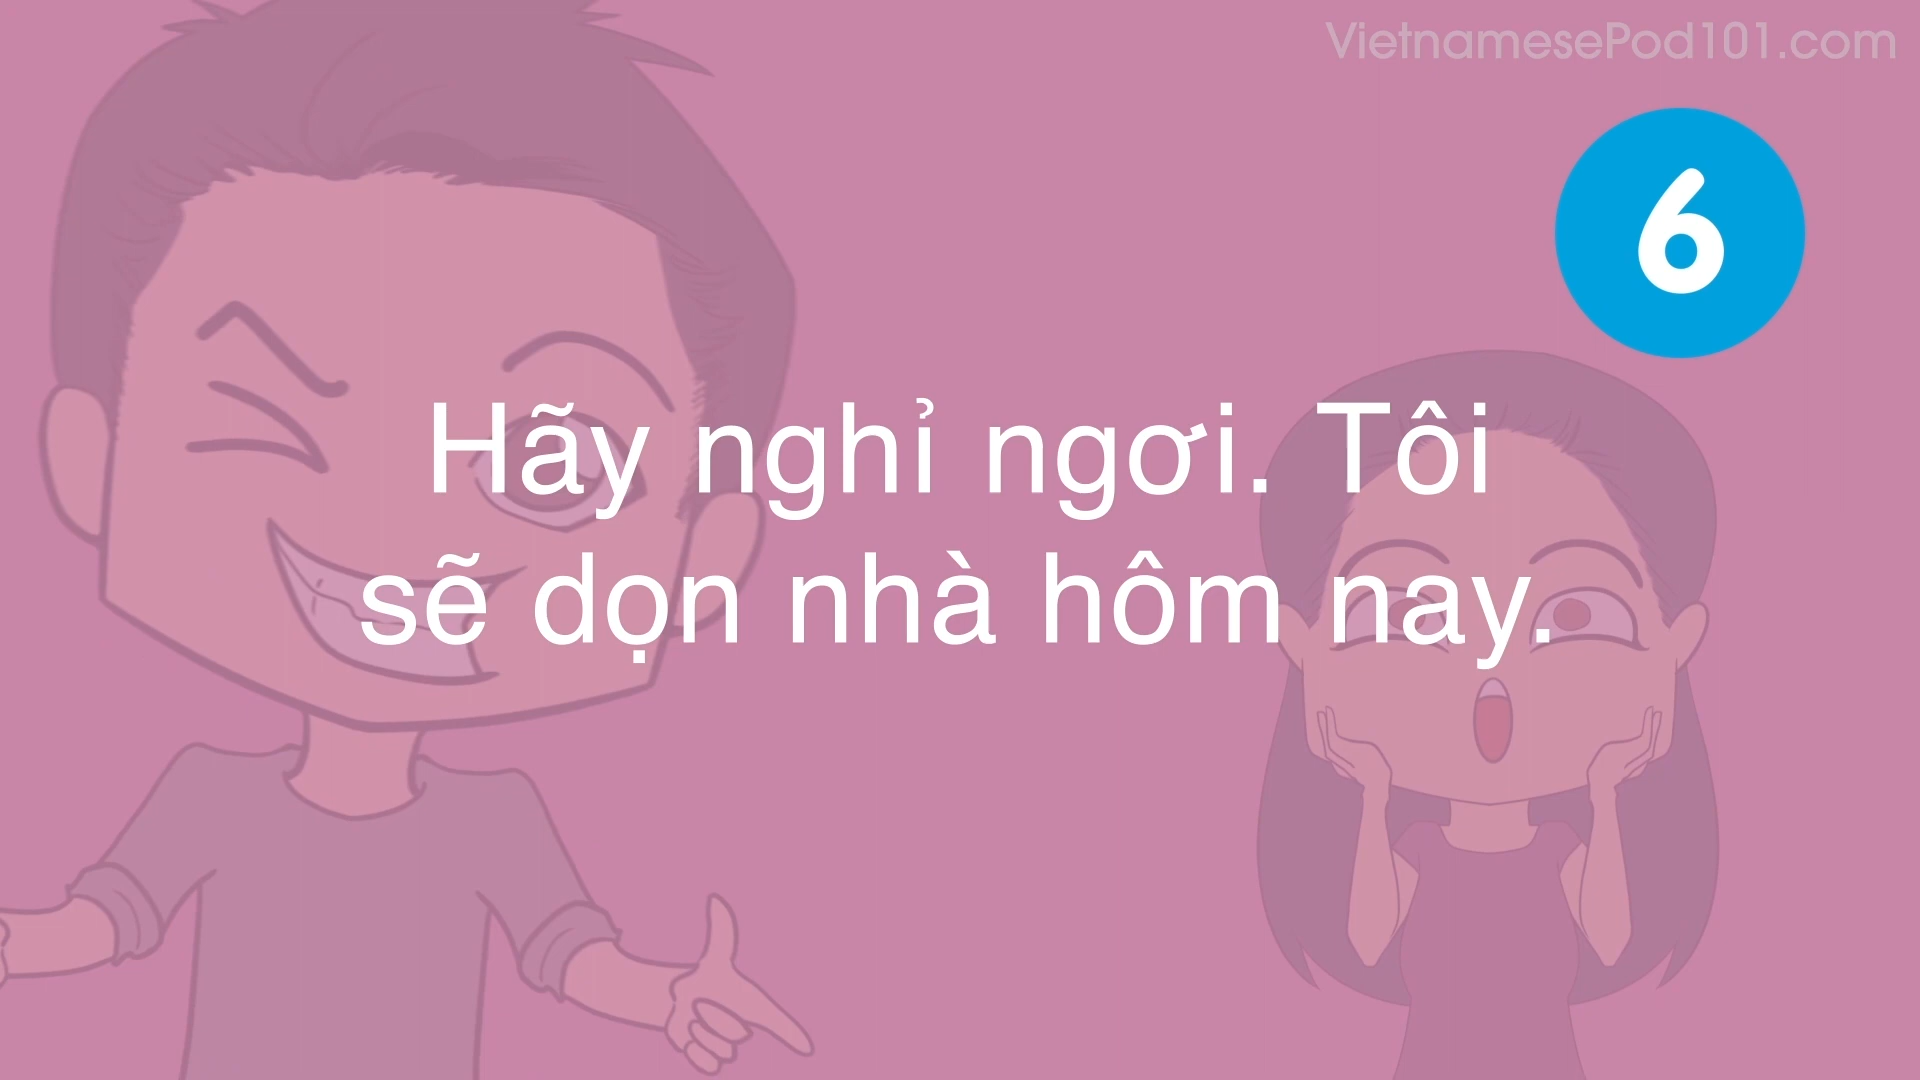 VietnamesePod101.com
6
Hãy nghỉ ngơi. Tôi
sẽ dọn nhà hôm nay.